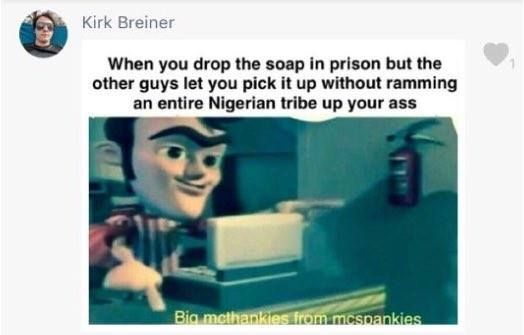 Kirk Breiner
When you drop the soap in prison but the
other guys let you pick it up without ramming
an entire Nigerian tribe up your ass
1
Big mcthankies from mcspankies